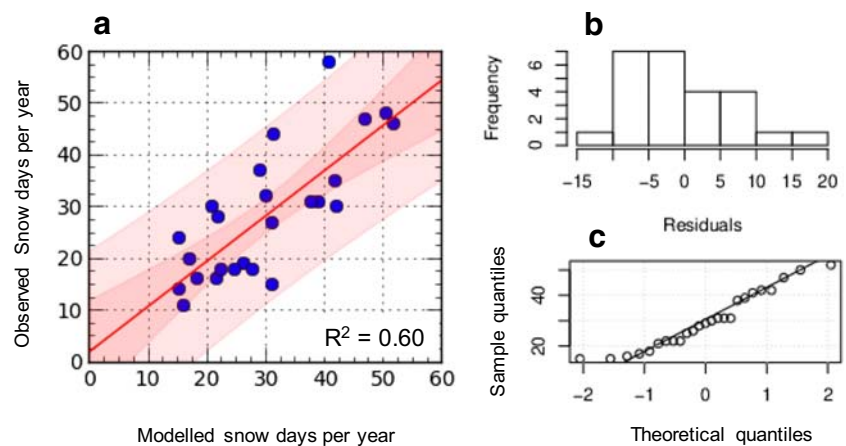 a
60
50
40
30
20
10
0
Observed Snow days per year
0 10 20 30 40 50 60
Modelled snow days per year
R² = 0.60
b
Frequency
6
4
2
0
−15 −5 0 5 10 15 20
Residuals
c
Sample quantiles
40
20
−2 −1 0 1 2
Theoretical quantiles